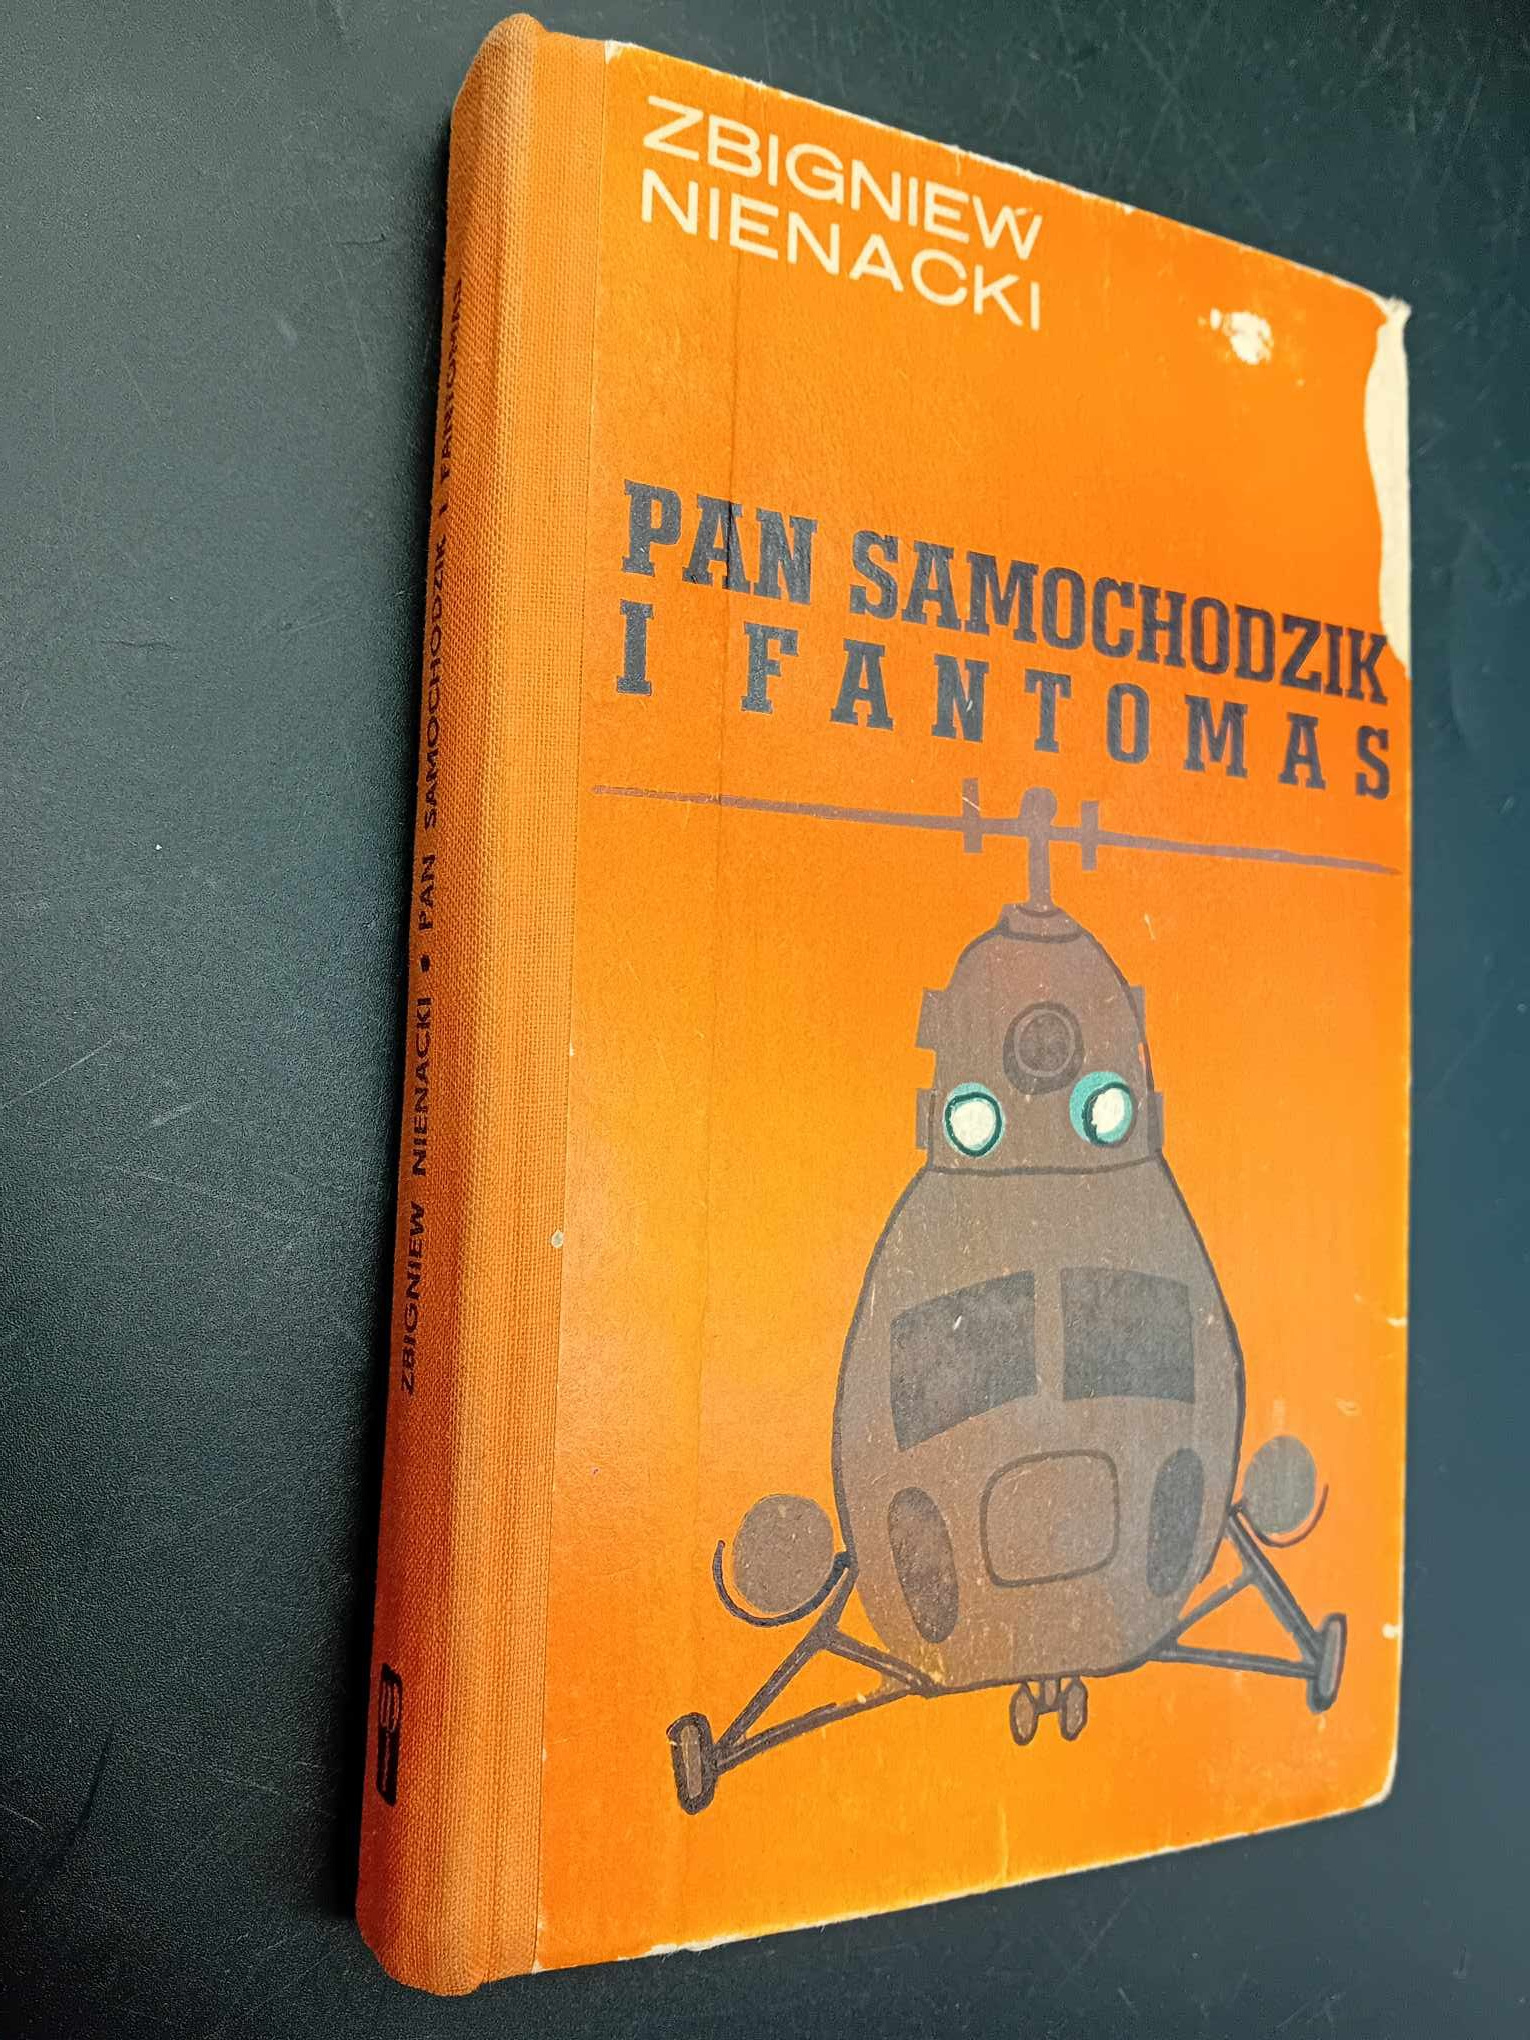 ZBIGNIEW
NIENACKI
PAN SAMOCHODZIK
I FANTOMAS
ZBIGNIEW NIENACKI • PAN SAMOCHODZIK I FANTOMAS